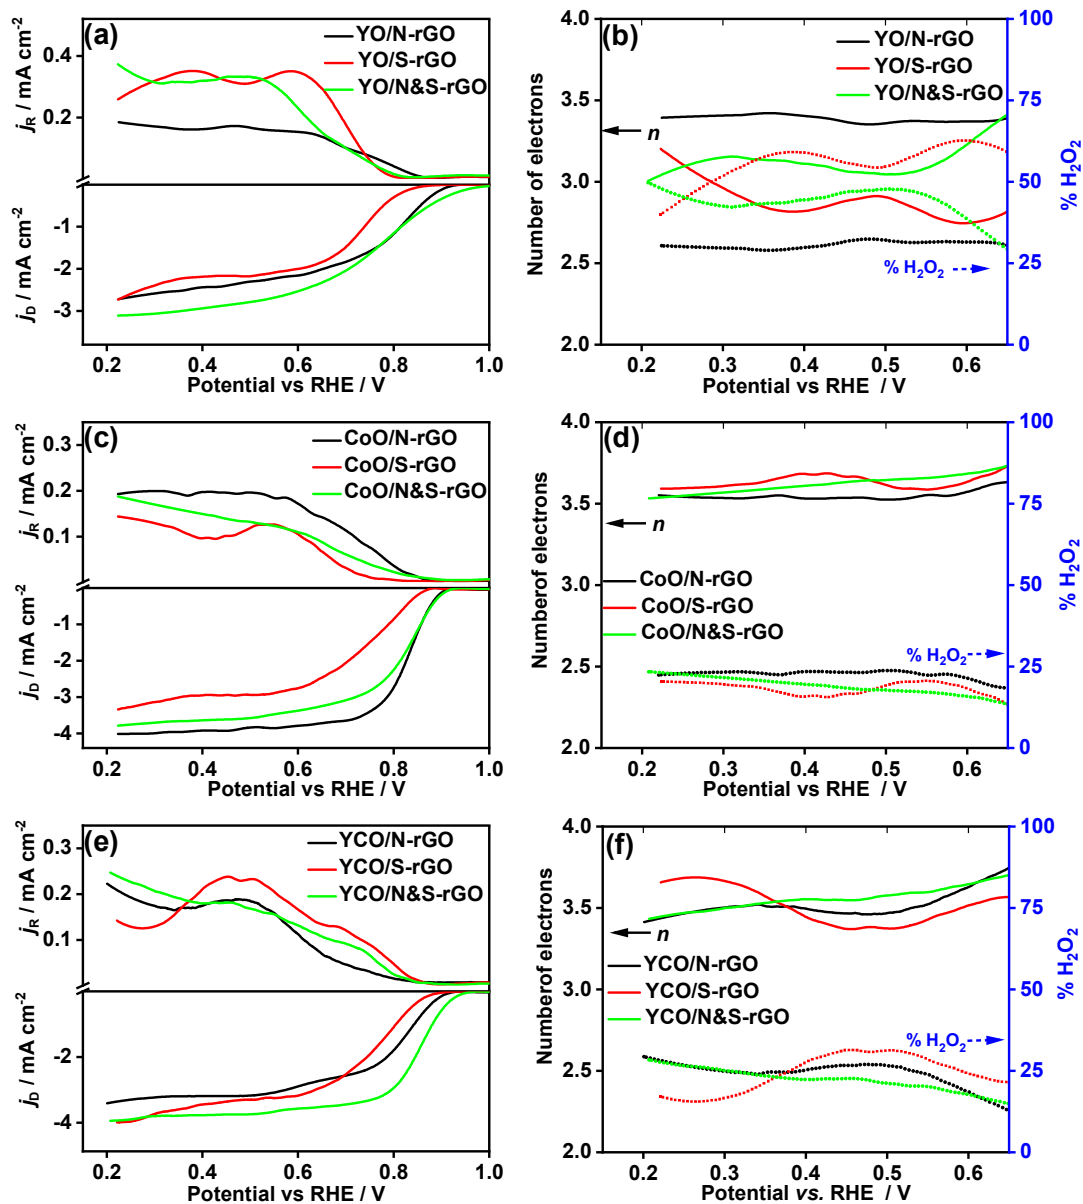 (a)
YO/N-rGO
YO/S-rGO
YO/N&S-rGO
0.4
0.2
jR / mA cm-2
-1
-2
-3
jD / mA cm-2
0.2 0.4 0.6 0.8 1.0
Potential vs RHE / V
(b)
YO/N-rGO
YO/S-rGO
YO/N&S-rGO
n
% H2O2
4.0
3.5
3.0
2.5
2.0
Number of electrons
100
75
50
25
0
% H2O2
0.2 0.3 0.4 0.5 0.6
Potential vs RHE / V
(c)
CoO/N-rGO
CoO/S-rGO
CoO/N&S-rGO
0.3
0.2
0.1
jR / mA cm-2
-1
-2
-3
-4
jD / mA cm-2
0.2 0.4 0.6 0.8 1.0
Potential vs RHE / V
(d)
n
CoO/N-rGO
CoO/S-rGO
CoO/N&S-rGO
% H2O2
4.0
3.5
3.0
2.5
2.0
Numberof electrons
100
75
50
25
0
% H2O2
0.2 0.3 0.4 0.5 0.6
Potential vs RHE / V
(e)
YCO/N-rGO
YCO/S-rGO
YCO/N&S-rGO
0.3
0.2
0.1
jR / mA cm-2
-2
-4
jD / mA cm-2
0.2 0.4 0.6 0.8 1.0
Potential vs RHE / V
(f)
n
YCO/N-rGO
YCO/S-rGO
YCO/N&S-rGO
% H2O2
4.0
3.5
3.0
2.5
2.0
Numberof electrons
100
75
50
25
0
% H2O2
0.2 0.3 0.4 0.5 0.6
Potential vs. RHE / V